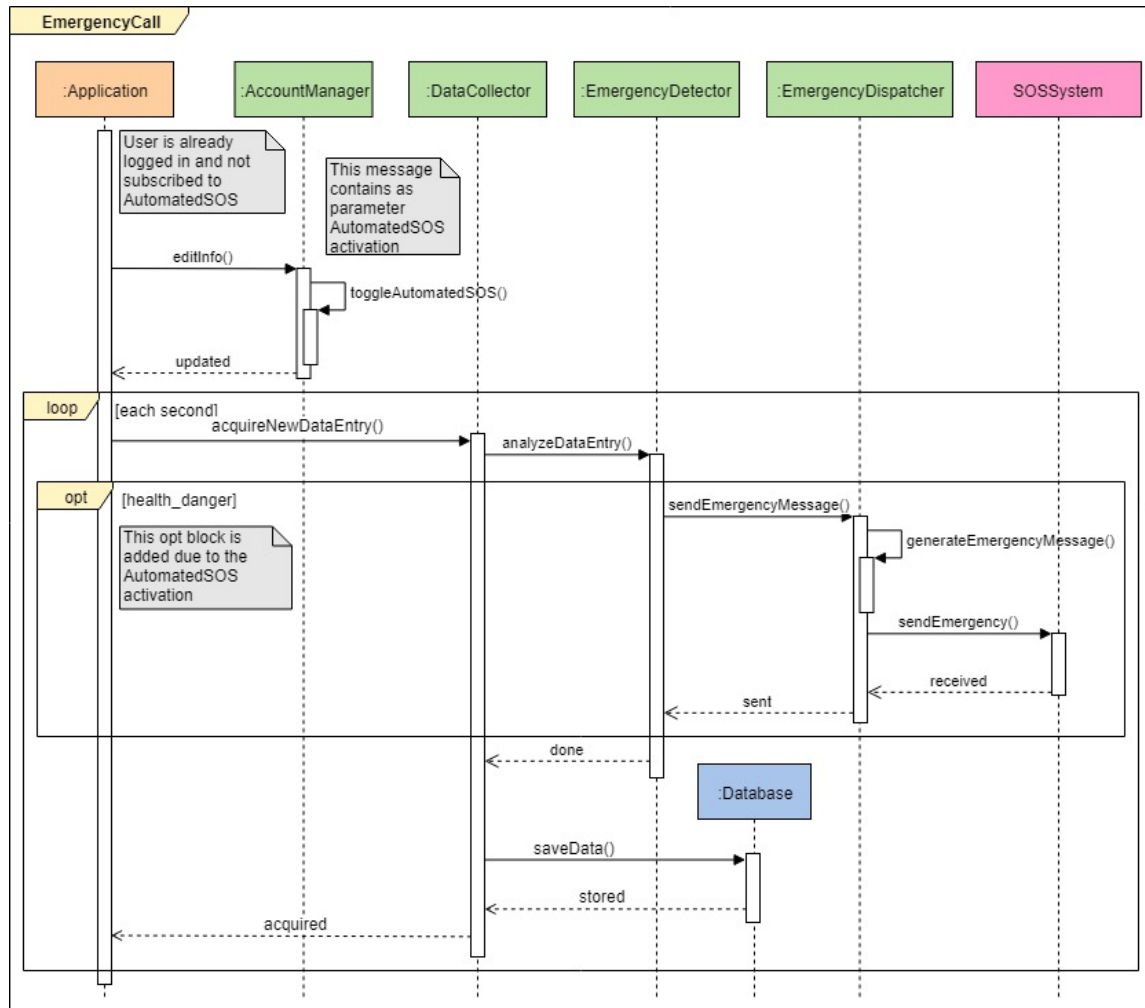 EmergencyCall
:Application
:AccountManager
:DataCollector
:EmergencyDetector
:EmergencyDispatcher
SOSSystem
User is already
logged in and not
subscribed to
AutomatedSOS
This message
contains as
parameter
AutomatedSOS
activation
editInfo()
toggleAutomatedSOS()
updated
loop
[each second]
acquireNewDataEntry()
analyzeDataEntry()
opt
[health_danger]
This opt block is
added due to the
AutomatedSOS
activation
sendEmergencyMessage()
generateEmergencyMessage()
sendEmergency()
received
sent
done
:Database
saveData()
stored
acquired